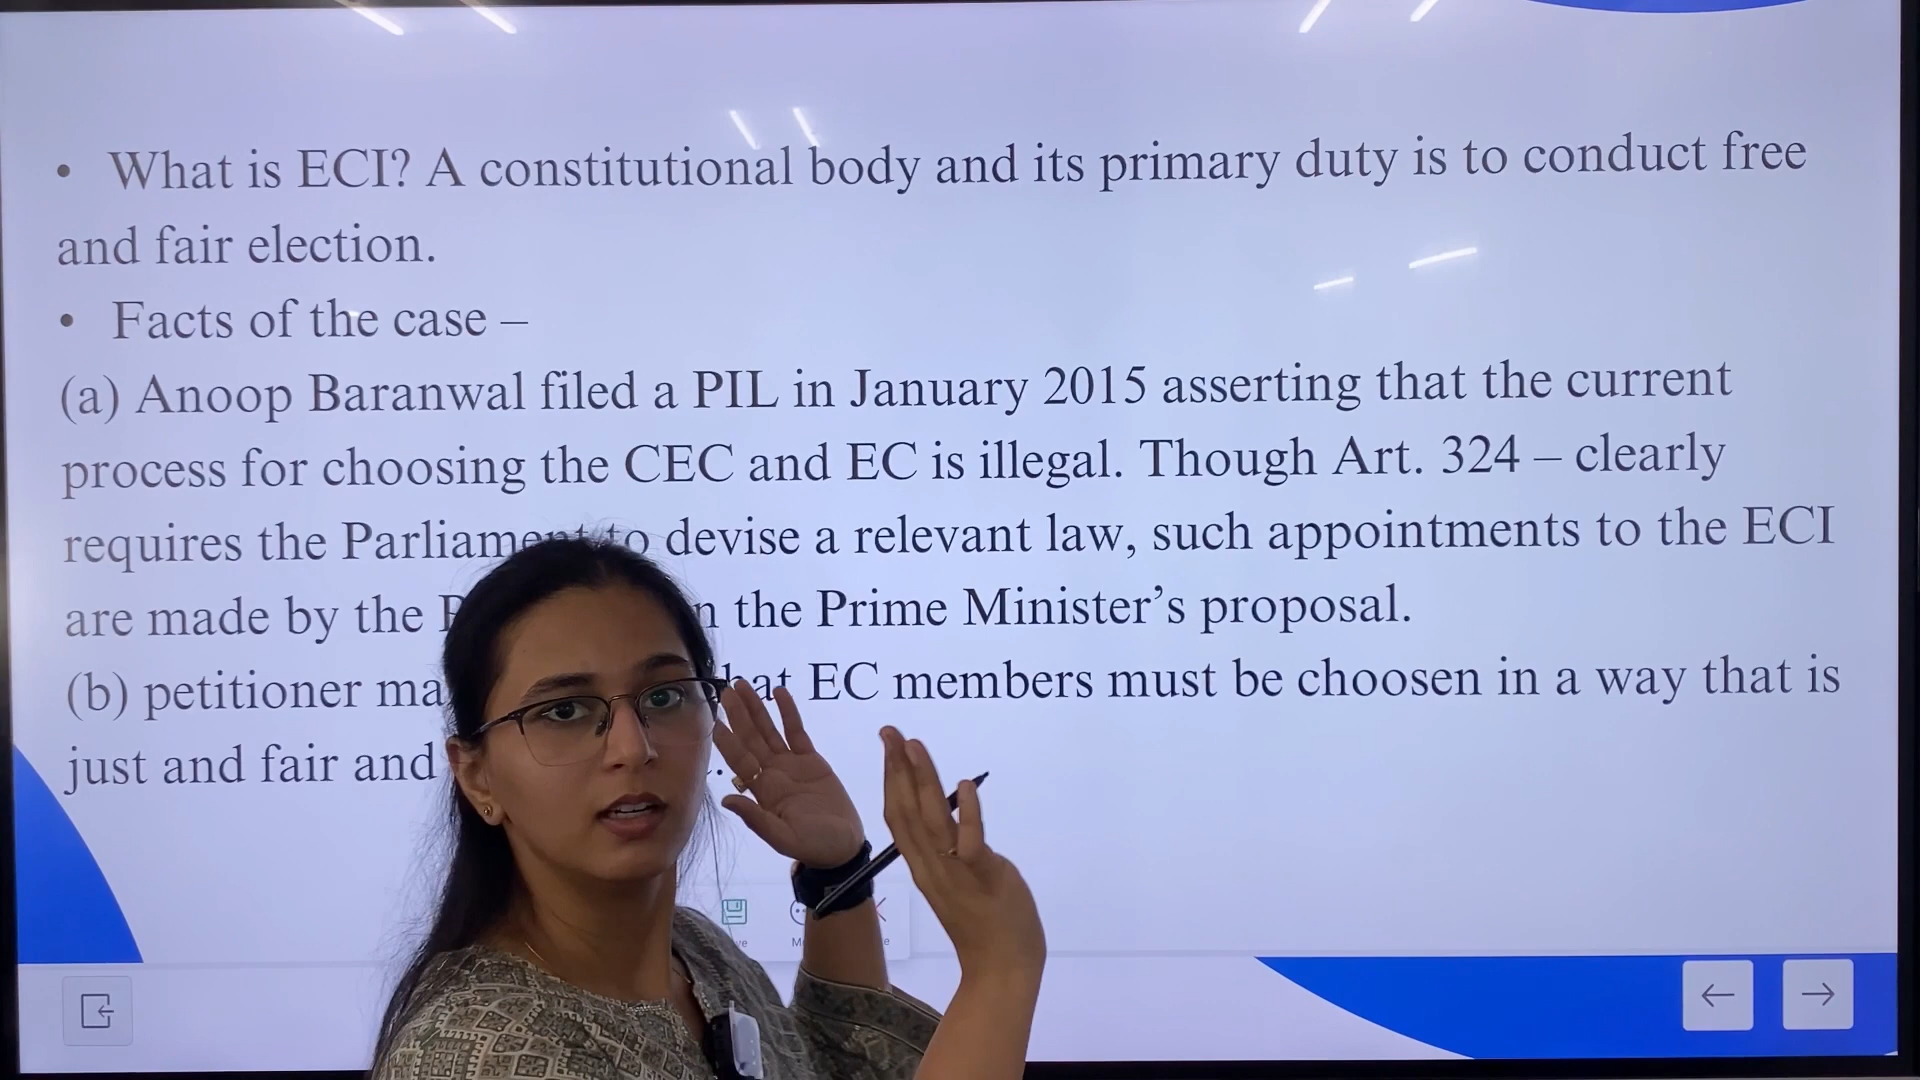 • What is ECI? A constitutional body and its primary duty is to conduct free
and fair election.
• Facts of the case –
(a) Anoop Baranwal filed a PIL in January 2015 asserting that the current
process for choosing the CEC and EC is illegal. Though Art. 324 – clearly
requires the Parliament to devise a relevant law, such appointments to the ECI
are made by the the Prime Minister’s proposal.
(b) petitioner EC members must be choosen in a way that is
just and fair and